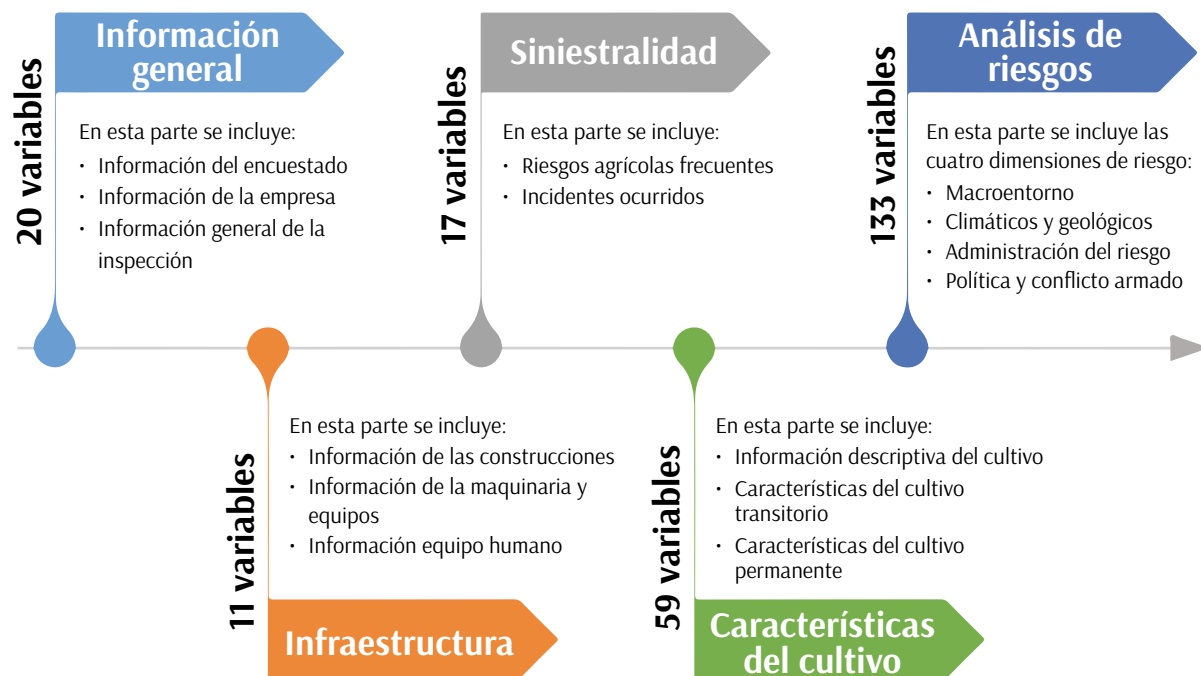 Información
general
20 variables
En esta parte se incluye:
· Información del encuestado
· Información de la empresa
· Información general de la
inspección
11 variables
En esta parte se incluye:
· Información de las construcciones
· Información de la maquinaria y
equipos
· Información equipo humano
Infraestructura
Siniestralidad
17 variables
En esta parte se incluye:
· Riesgos agrícolas frecuentes
· Incidentes ocurridos
59 variables
En esta parte se incluye:
· Información descriptiva del cultivo
· Características del cultivo
transitorio
· Características del cultivo
permanente
Características
del cultivo
Análisis de
riesgos
133 variables
En esta parte se incluye las
cuatro dimensiones de riesgo:
· Macroentorno
· Climáticos y geológicos
· Administración del riesgo
· Política y conflicto armado